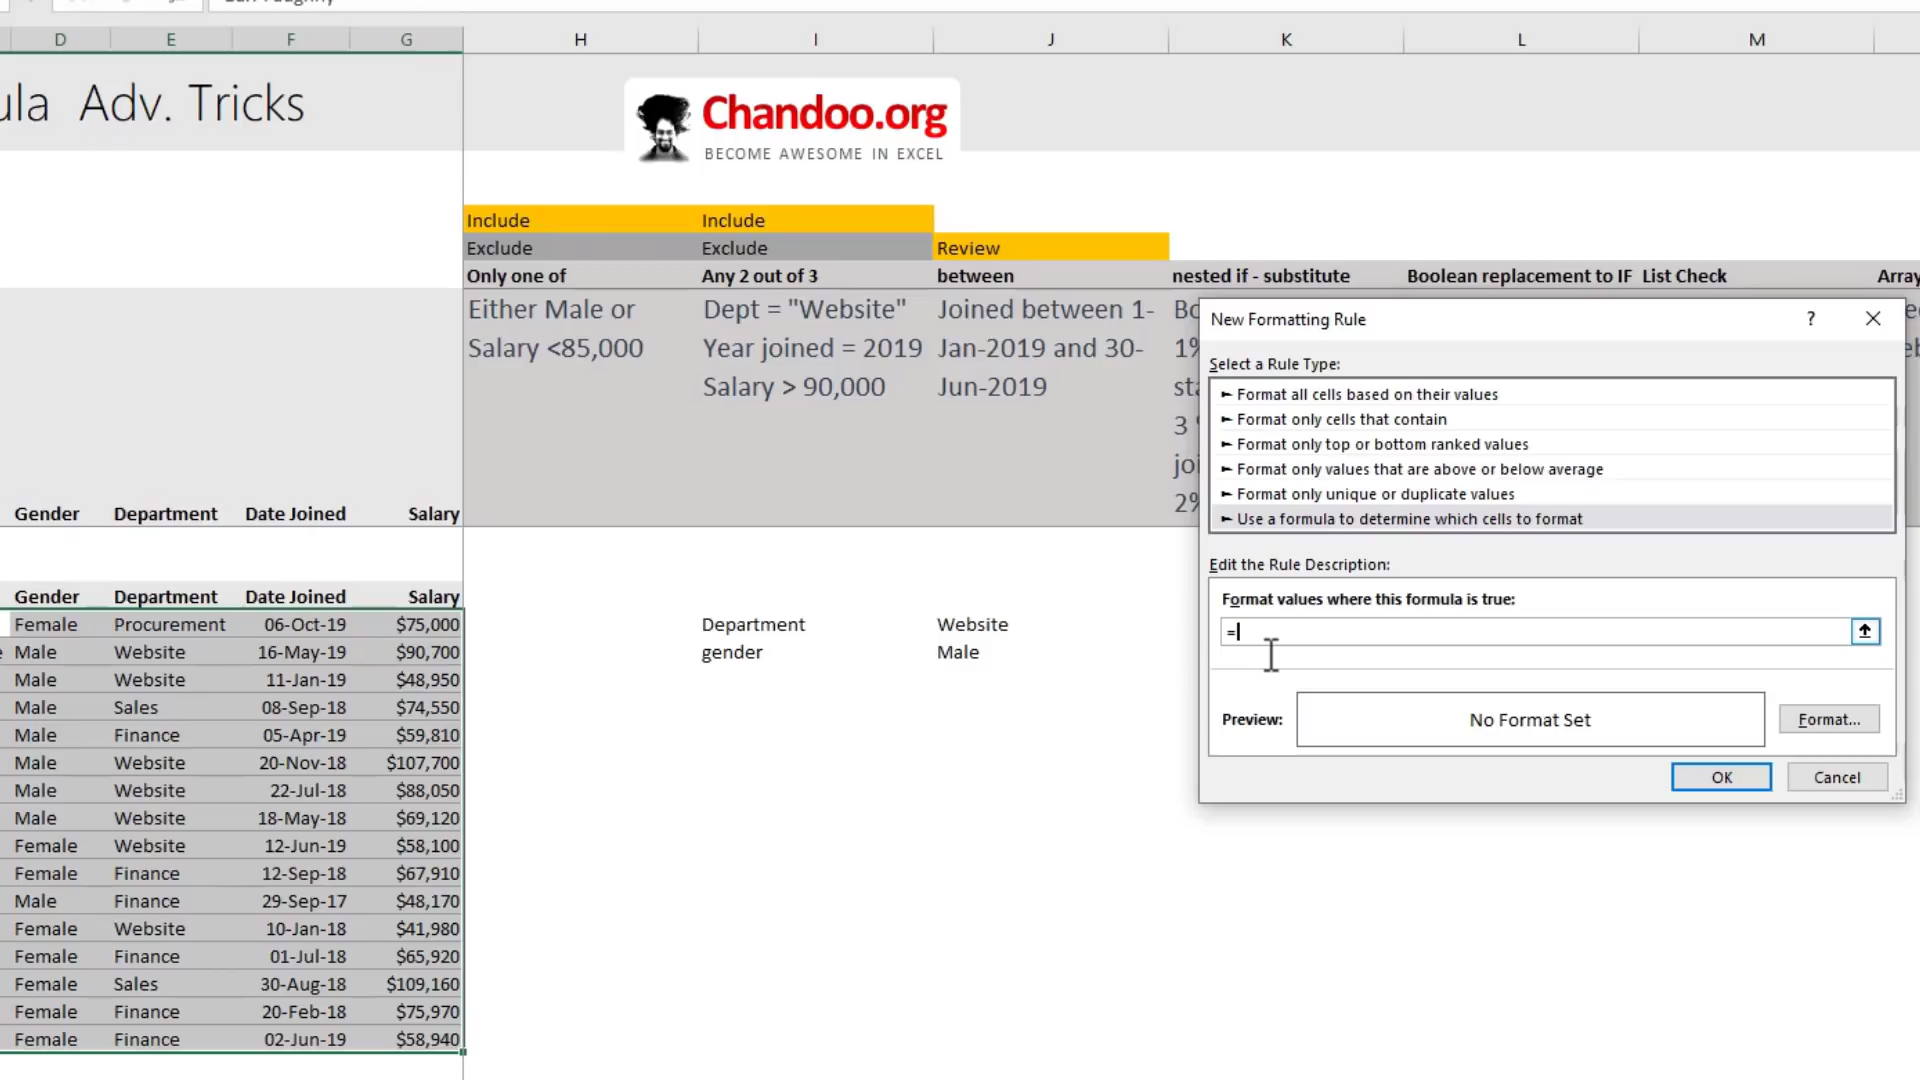 D E F G H I J K L M
ula Adv. Tricks
Chandoo.org
BECOME AWESOME IN EXCEL
Include Include
Exclude Exclude Review
Only one of Any 2 out of 3 between nested if - substitute Boolean replacement to IF List Check Array
Either Male or Dept = "Website" Joined between 1-
Salary <85,000 Year joined = 2019 Jan-2019 and 30- 1%
Salary > 90,000 Jun-2019
3
2%
Gender Department Date Joined Salary
Gender Department Date Joined Salary
Female Procurement 06-Oct-19 $75,000 Department Website
Male Website 16-May-19 $90,700 gender Male
Male Website 11-Jan-19 $48,950
Male Sales 08-Sep-18 $74,550
Male Finance 05-Apr-19 $59,810
Male Website 20-Nov-18 $107,700
Male Website 22-Jul-18 $88,050
Male Website 18-May-18 $69,120
Female Website 12-Jun-19 $58,100
Female Finance 12-Sep-18 $67,910
Male Finance 29-Sep-17 $48,170
Female Website 10-Jan-18 $41,980
Female Finance 01-Jul-18 $65,920
Female Sales 30-Aug-18 $109,160
Female Finance 20-Feb-18 $75,970
Female Finance 02-Jun-19 $58,940
New Formatting Rule ?
Select a Rule Type:
► Format all cells based on their values
► Format only cells that contain
► Format only top or bottom ranked values
► Format only values that are above or below average
► Format only unique or duplicate values
► Use a formula to determine which cells to format
Edit the Rule Description:
Format values where this formula is true:
=
Preview: No Format Set Format...
OK Cancel